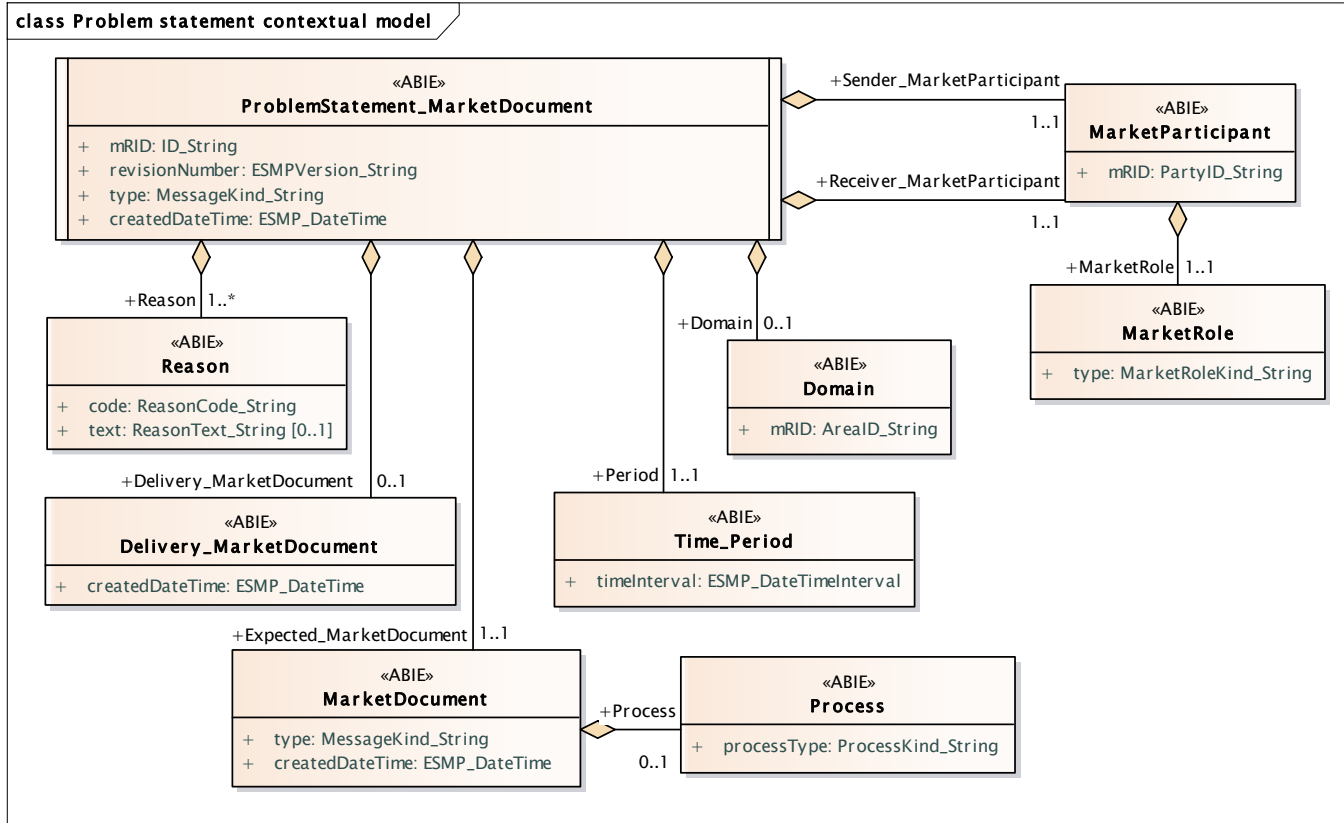 class Problem statement contextual model
«ABIE»
ProblemStatement_MarketDocument
+ mRID: ID_String
+ revisionNumber: ESMPVersion_String
+ type: MessageKind_String
+ createdDateTime: ESMP_DateTime
+Sender_MarketParticipant
1..1
+Receiver_MarketParticipant
1..1
«ABIE»
MarketParticipant
+ mRID: PartyID_String
+MarketRole 1..1
«ABIE»
MarketRole
+ type: MarketRoleKind_String
+Reason 1..*
«ABIE»
Reason
+ code: ReasonCode_String
+ text: ReasonText_String [0..1]
+Domain 0..1
«ABIE»
Domain
+ mRID: AreaID_String
+Delivery_MarketDocument 0..1
«ABIE»
Delivery_MarketDocument
+ createdDateTime: ESMP_DateTime
+Period 1..1
«ABIE»
Time_Period
+ timeInterval: ESMP_DateTimeInterval
+Expected_MarketDocument 1..1
«ABIE»
MarketDocument
+ type: MessageKind_String
+ createdDateTime: ESMP_DateTime
+Process
0..1
«ABIE»
Process
+ processType: ProcessKind_String